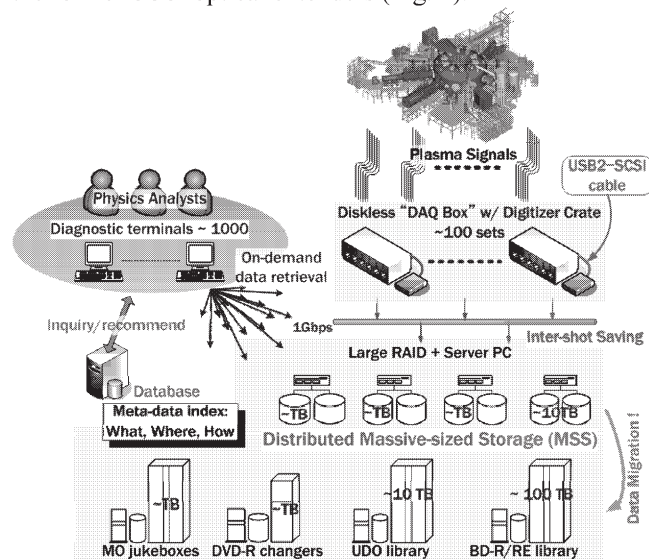 Plasma Signals
USB2-SCSI
cable
Physics Analysts
Diagnostic terminals ~ 1000
Diskless "DAQ Box" w/ Digitizer Crate
~100 sets
On-demand
data retrieval
Inquiry/recommend
1Gbps
Inter-shot Saving
Large RAID + Server PC
Database
Meta-data index:
What, Where, How
~TB
~TB
~TB
~10TB
Distributed Massive-sized Storage (MSS)
Data Migration !
~TB
~TB
~10 TB
~ 100 TB
MO jukeboxes
DVD-R changers
UDO library
BD-R/RE library